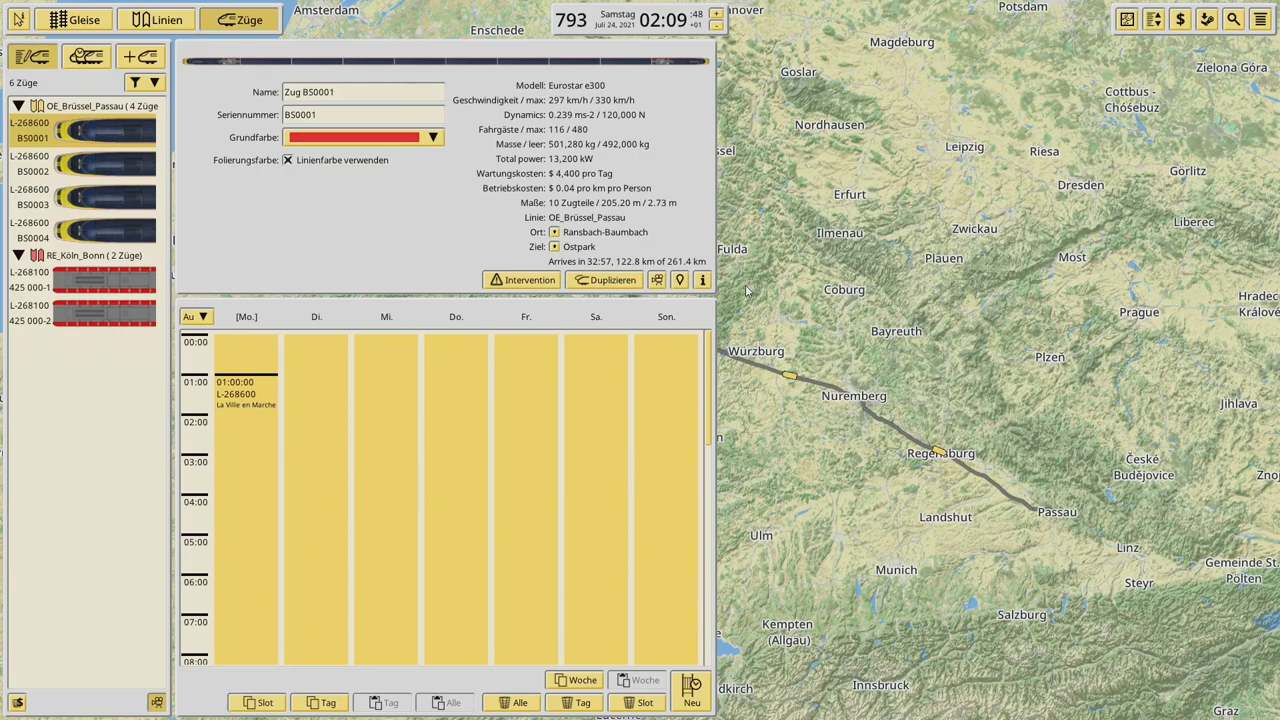 Gleise
Linien
Züge
793
Samstag
Juli 24, 2021
02:09
:48
+01
6 Züge
OE_Brüssel_Passau ( 4 Züge
L-268600
BS0001
L-268600
BS0002
L-268600
BS0003
L-268600
BS0004
RE_Köln_Bonn ( 2 Züge)
L-268100
425 000-1
L-268100
425 000-2
Name: Zug BS0001
Seriennummer: BS0001
Grundfarbe:
Folierungsfarbe: Linienfarbe verwenden
Modell: Eurostar e300
Geschwindigkeit / max: 297 km/h / 330 km/h
Dynamics: 0.239 ms-2 / 120,000 N
Fahrgäste / max: 116 / 480
Masse / leer: 501,280 kg / 492,000 kg
Total power: 13,200 kW
Wartungskosten: $ 4,400 pro Tag
Betriebskosten: $ 0.04 pro km pro Person
Maße: 10 Zugteile / 205.20 m / 2.73 m
Linie: OE_Brüssel_Passau
Ort: Ransbach-Baumbach
Ziel: Ostpark
Arrives in 32:57, 122.8 km of 261.4 km
Intervention
Duplizieren
Au
[Mo.]
Di.
Mi.
Do.
Fr.
Sa.
Son.
00:00
01:00
02:00
03:00
04:00
05:00
06:00
07:00
08:00
01:00:00
L-268600
La Ville en Marche
Woche
Woche
Neu
Slot
Tag
Tag
Alle
Alle
Tag
Slot
Amsterdam
Enschede
anover
Potsdam
Magdeburg
Zielona Góra
Goslar
Cottbus -
Chóśebuz
Nordhausen
ssel
Leipzig
Riesa
Görlitz
Dresden
Erfurt
Liberec
Ilmenau
Zwickau
Fulda
Plauen
Most
Coburg
Hradec
Králové
Prague
Bayreuth
Würzburg
Plzeń
Nuremberg
Jihlava
Regensburg
České
Budějovice
Znoj
Landshut
Passau
Ulm
Linz
Munich
Steyr
Gemeinde St.
Pölten
Salzburg
Kempten
(Allgau)
dkirch
Innsbruck
Graz
Lucerne